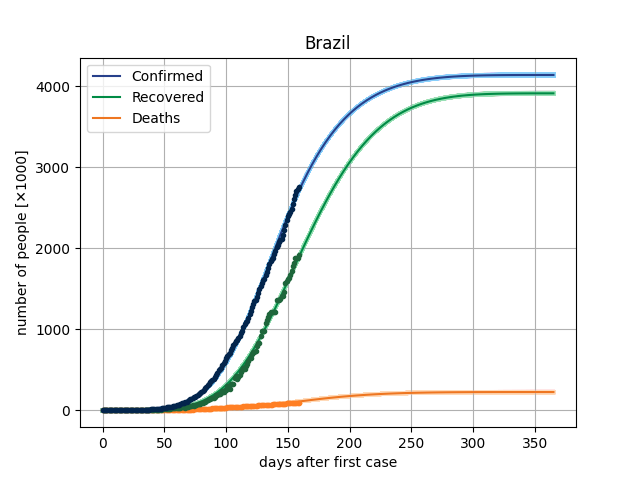 Brazil
Confirmed
Recovered
Deaths
number of people [×1000]
4000
3000
2000
1000
0
0 50 100 150 200 250 300 350
days after first case